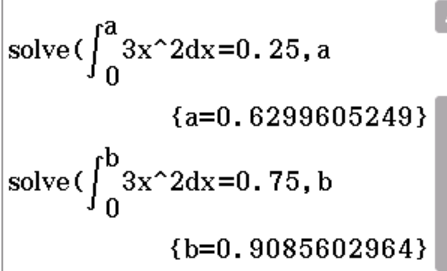 solve(∫₀ᵃ 3x^2dx=0.25,a
{a=0.6299605249}
solve(∫₀ᵇ 3x^2dx=0.75,b
{b=0.9085602964}